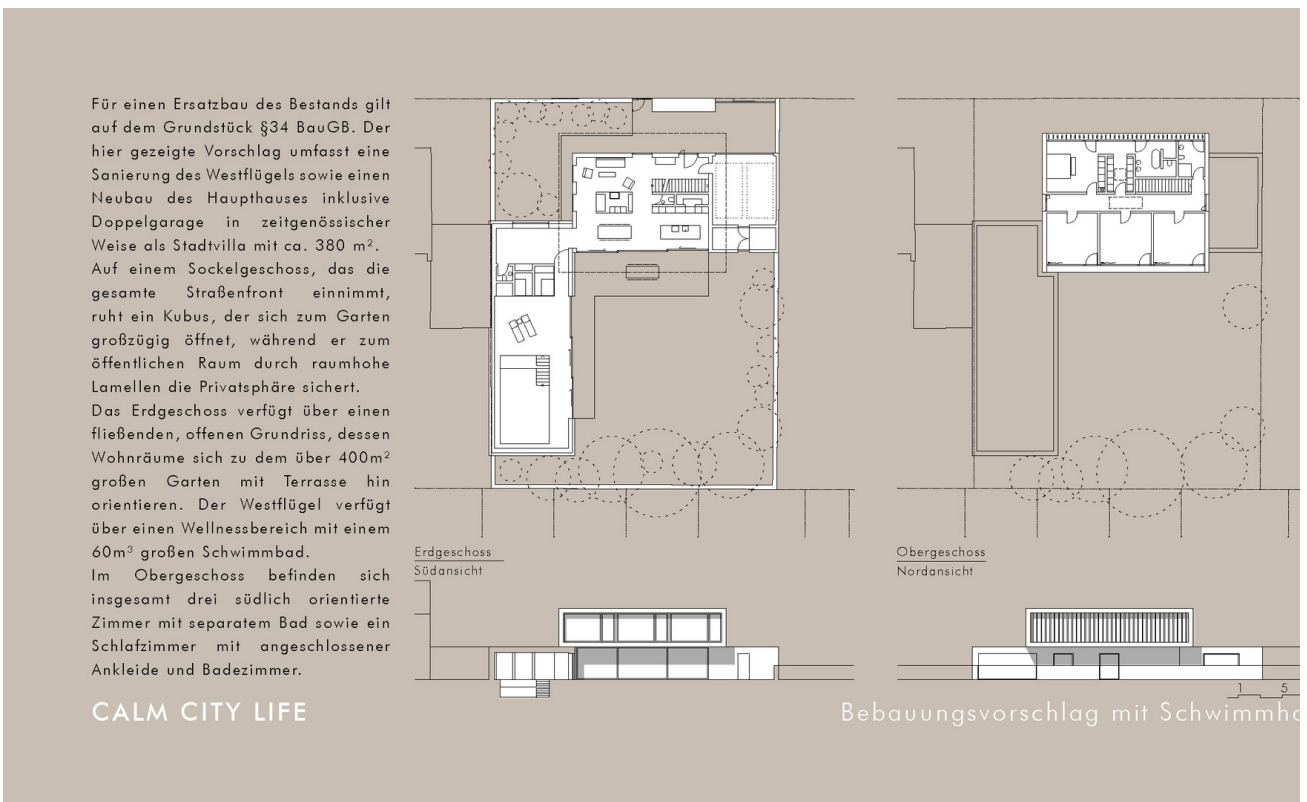 Für einen Ersatzbau des Bestands gilt
auf dem Grundstück §34 BauGB. Der
hier gezeigte Vorschlag umfasst eine
Sanierung des Westflügels sowie einen
Neubau des Haupthauses inklusive
Doppelgarage in zeitgenössischer
Weise als Stadtvilla mit ca. 380 m².
Auf einem Sockelgeschoss, das die
gesamte Straßenfront einnimmt,
ruht ein Kubus, der sich zum Garten
großzügig öffnet, während er zum
öffentlichen Raum durch raumhohe
Lamellen die Privatsphäre sichert.
Das Erdgeschoss verfügt über einen
fließenden, offenen Grundriss, dessen
Wohnräume sich zu dem über 400m²
großen Garten mit Terrasse hin
orientieren. Der Westflügel verfügt
über einen Wellnessbereich mit einem
60m³ großen Schwimmbad.
Im Obergeschoss befinden sich
insgesamt drei südlich orientierte
Zimmer mit separatem Bad sowie ein
Schlafzimmer mit angeschlossener
Ankleide und Badezimmer.
CALM CITY LIFE
Erdgeschoss
Südansicht
Obergeschoss
Nordansicht
1 5
Bebauungsvorschlag mit